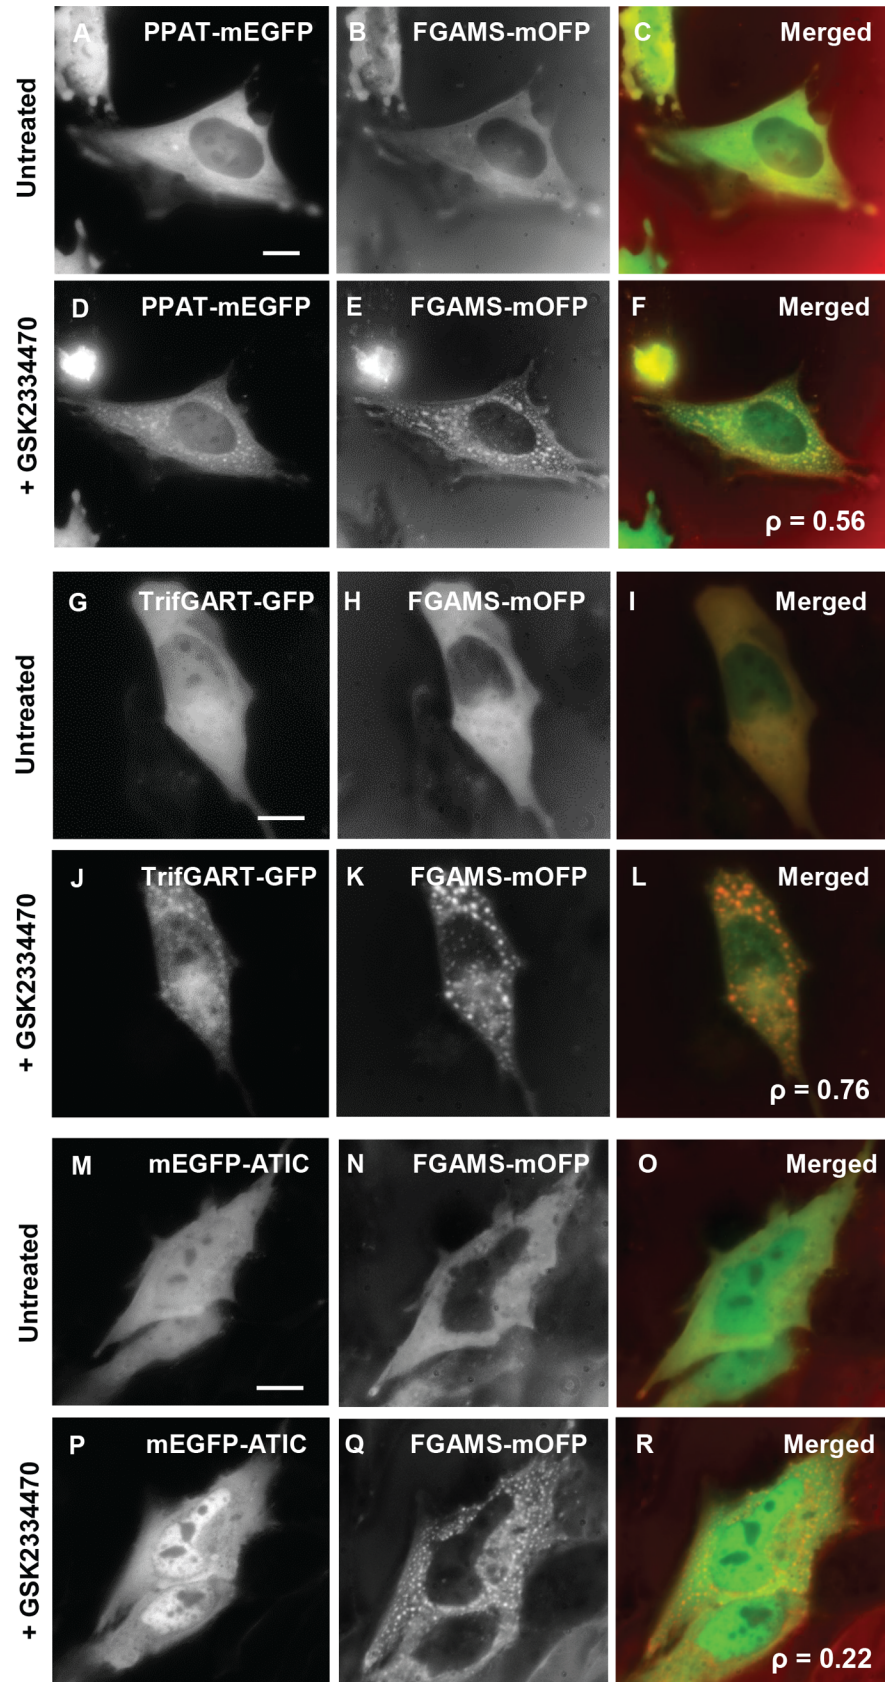 Untreated
A PPAT-mEGFP B FGAMS-mOFP C Merged
+ GSK2334470
D PPAT-mEGFP E FGAMS-mOFP F Merged
ρ = 0.56
Untreated
G TrifGART-GFP H FGAMS-mOFP I Merged
+ GSK2334470
J TrifGART-GFP K FGAMS-mOFP L Merged
ρ = 0.76
Untreated
M mEGFP-ATIC N FGAMS-mOFP O Merged
+ GSK2334470
P mEGFP-ATIC Q FGAMS-mOFP R Merged
ρ = 0.22